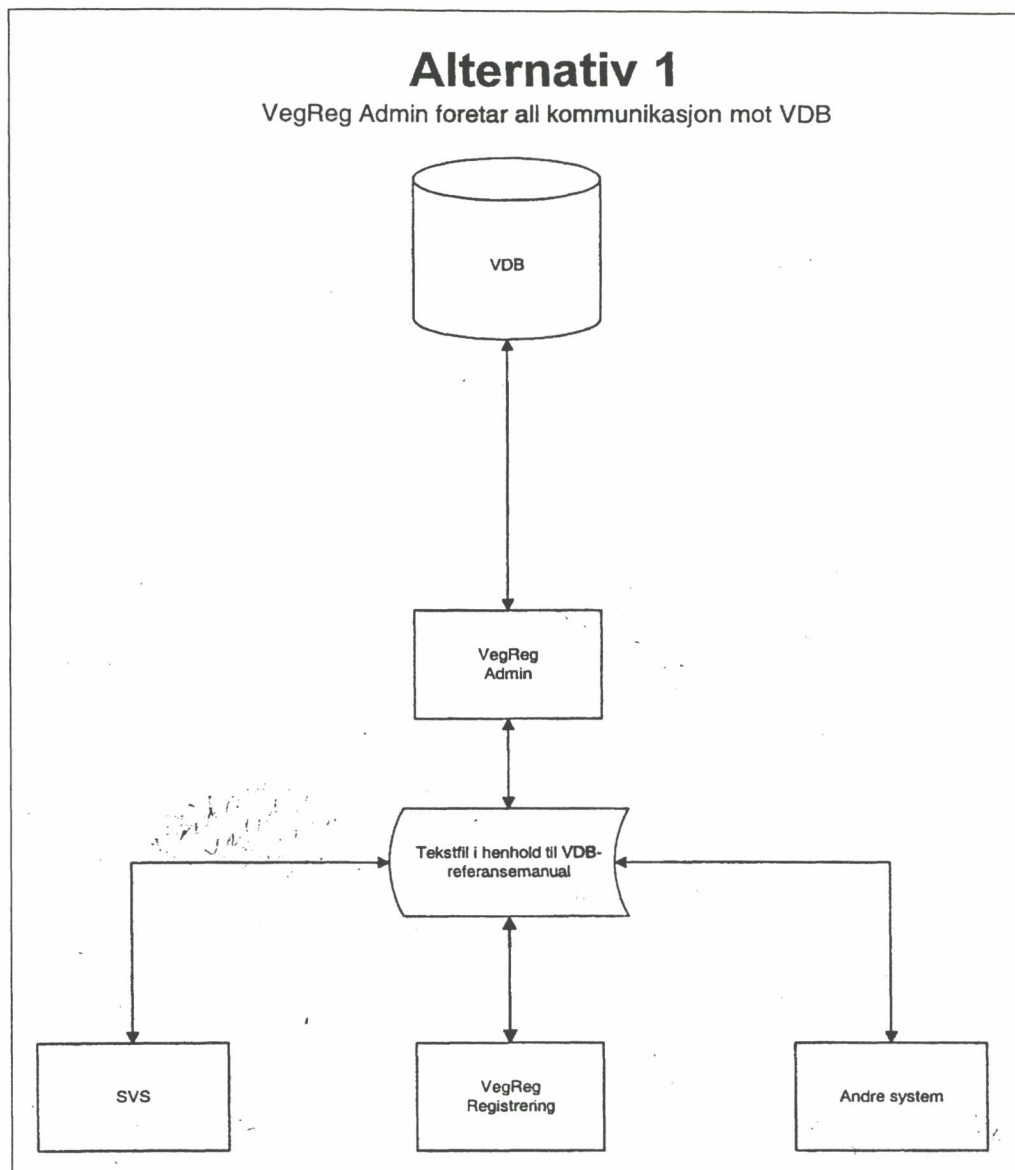 Alternativ 1
VegReg Admin foretar all kommunikasjon mot VDB
VDB
VegReg
Admin
Tekstfil i henhold til VDB-
referansemanual
SVS
VegReg
Registrering
Andre system